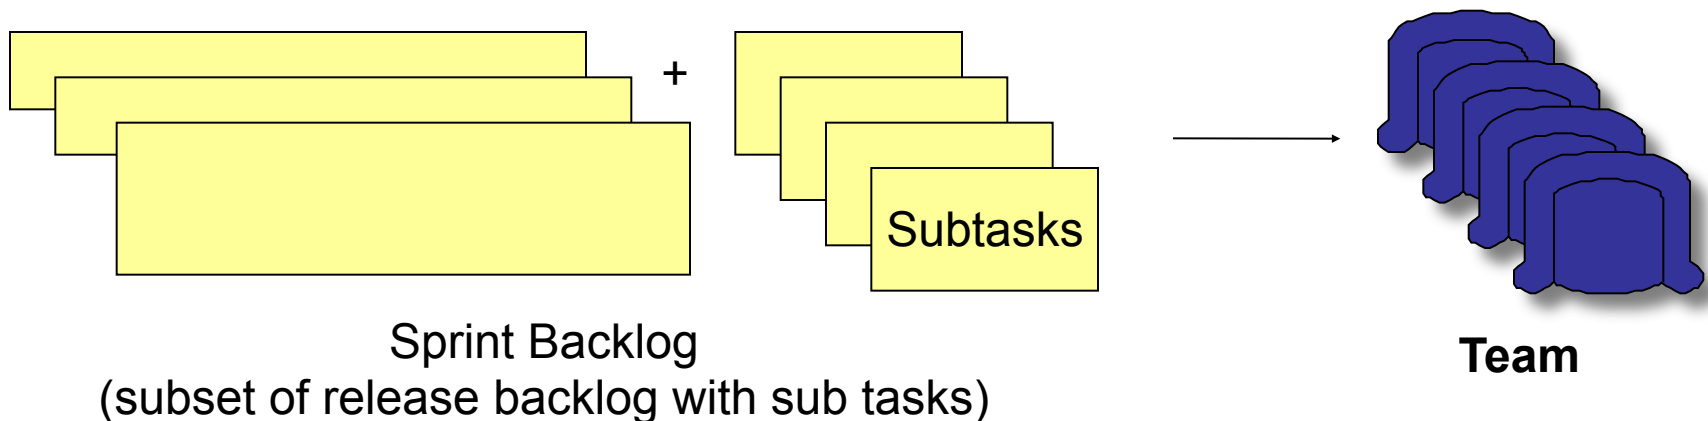 +
Subtasks
Sprint Backlog
(subset of release backlog with sub tasks)
Team